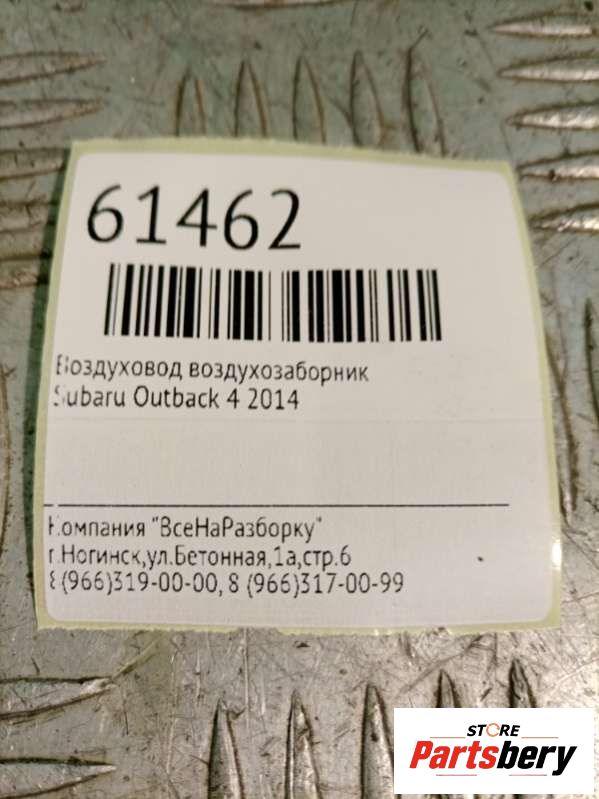 61462
Воздуховод воздухозаборник
Subaru Outback 4 2014
Компания "ВсеНаРазборку"
г.Ногинск,ул.Бетонная,1а,стр.6
8 (966)319-00-00, 8 (966)317-00-99
STORE
Partsbery